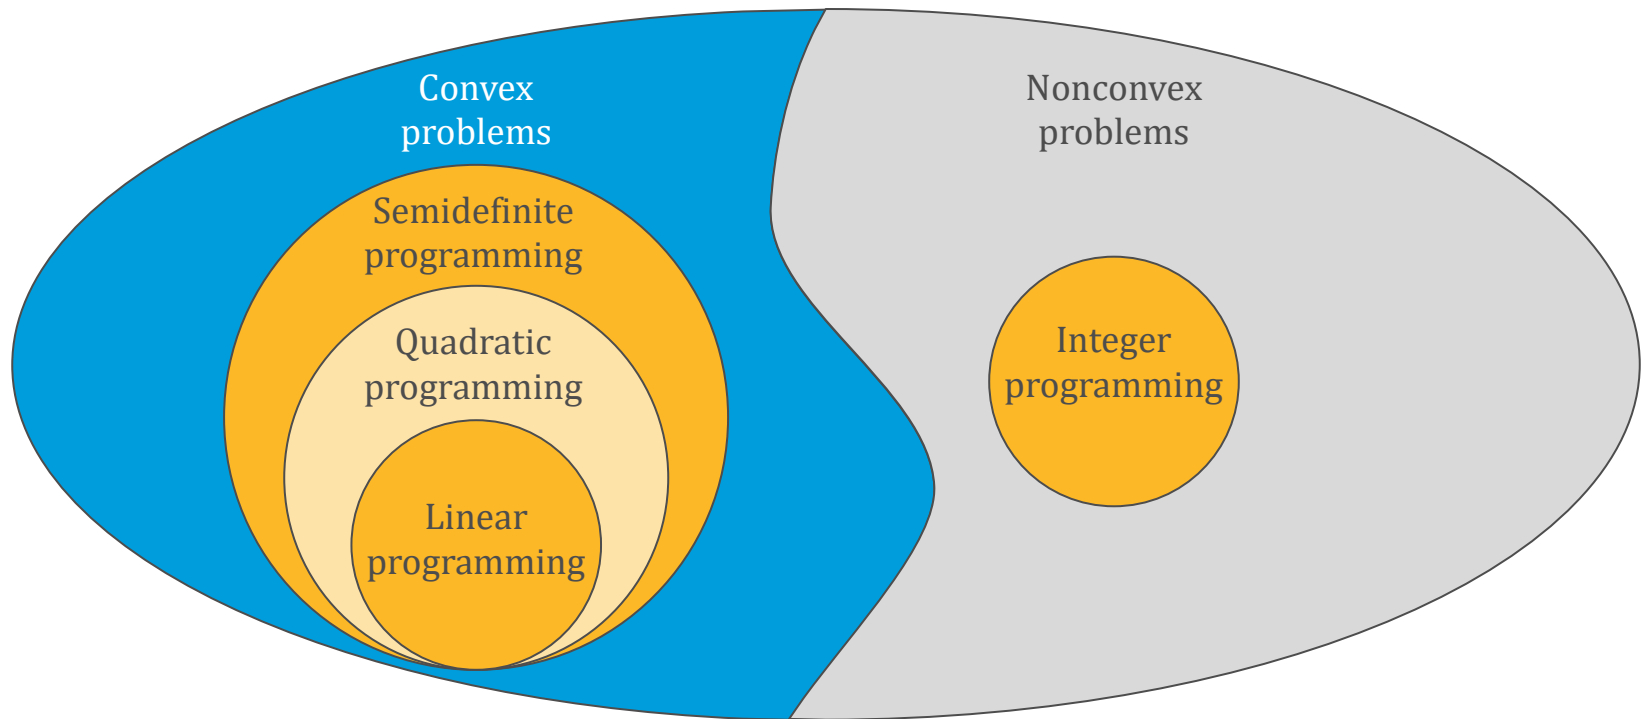 Convex
problems
Semidefinite
programming
Quadratic
programming
Linear
programming
Nonconvex
problems
Integer
programming